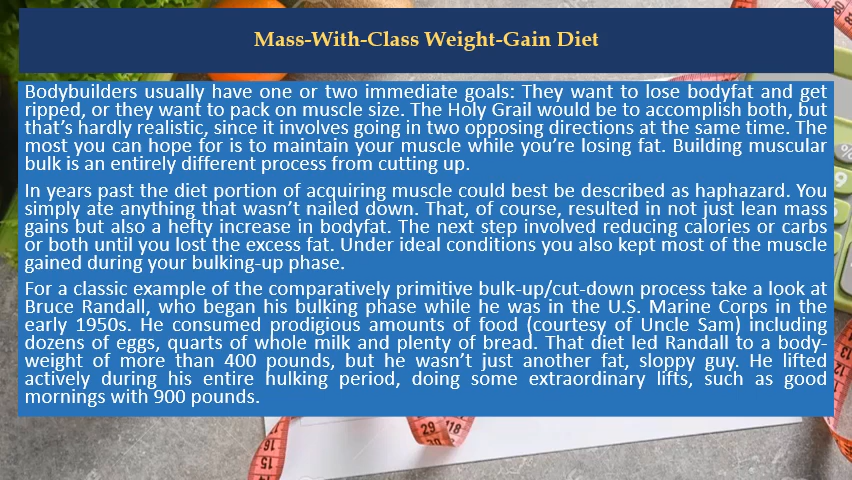 Mass-With-Class Weight-Gain Diet
Bodybuilders usually have one or two immediate goals: They want to lose bodyfat and get
ripped, or they want to pack on muscle size. The Holy Grail would be to accomplish both, but
that's hardly realistic, since it involves going in two opposing directions at the same time. The
most you can hope for is to maintain your muscle while you're losing fat. Building muscular
bulk is an entirely different process from cutting up.
In years past the diet portion of acquiring muscle could best be described as haphazard. You
simply ate anything that wasn't nailed down. That, of course, resulted in not just lean mass
gains but also a hefty increase in bodyfat. The next step involved reducing calories or carbs
or both until you lost the excess fat. Under ideal conditions you also kept most of the muscle
gained during your bulking-up phase.
For a classic example of the comparatively primitive bulk-up/cut-down process take a look at
Bruce Randall, who began his bulking phase while he was in the U.S. Marine Corps in the
early 1950s. He consumed prodigious amounts of food (courtesy of Uncle Sam) including
dozens of eggs, quarts of whole milk and plenty of bread. That diet led Randall to a body-
weight of more than 400 pounds, but he wasn't just another fat, sloppy guy. He lifted
actively during his entire hulking period, doing some extraordinary lifts, such as good
mornings with 900 pounds.
29
16
15